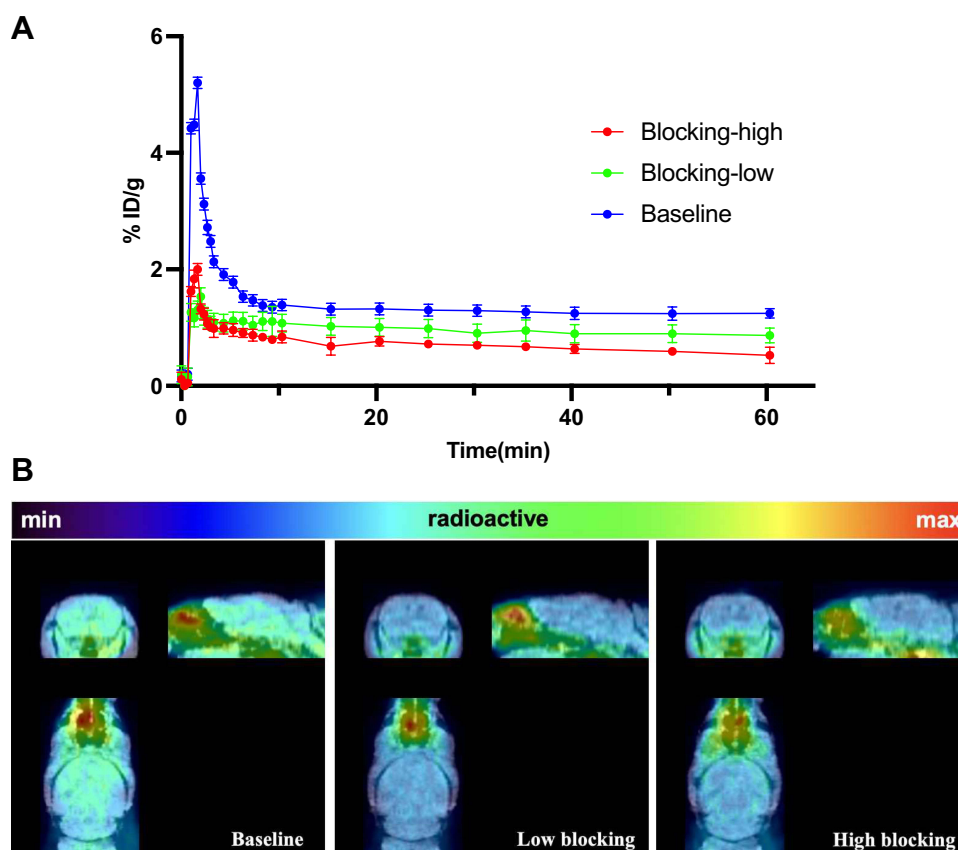 A
6
4
2
0
% ID/g
Blocking-high
Blocking-low
Baseline
0
20
40
60
Time(min)
B
min radioactive max
Baseline
Low blocking
High blocking